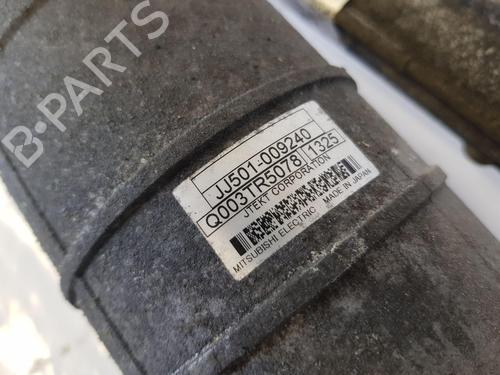 B-PARTS
JJ501-009240
Q003TR5078 1325
JTEKT CORPORATION
MITSUBISHI ELECTRIC MADE IN JAPAN